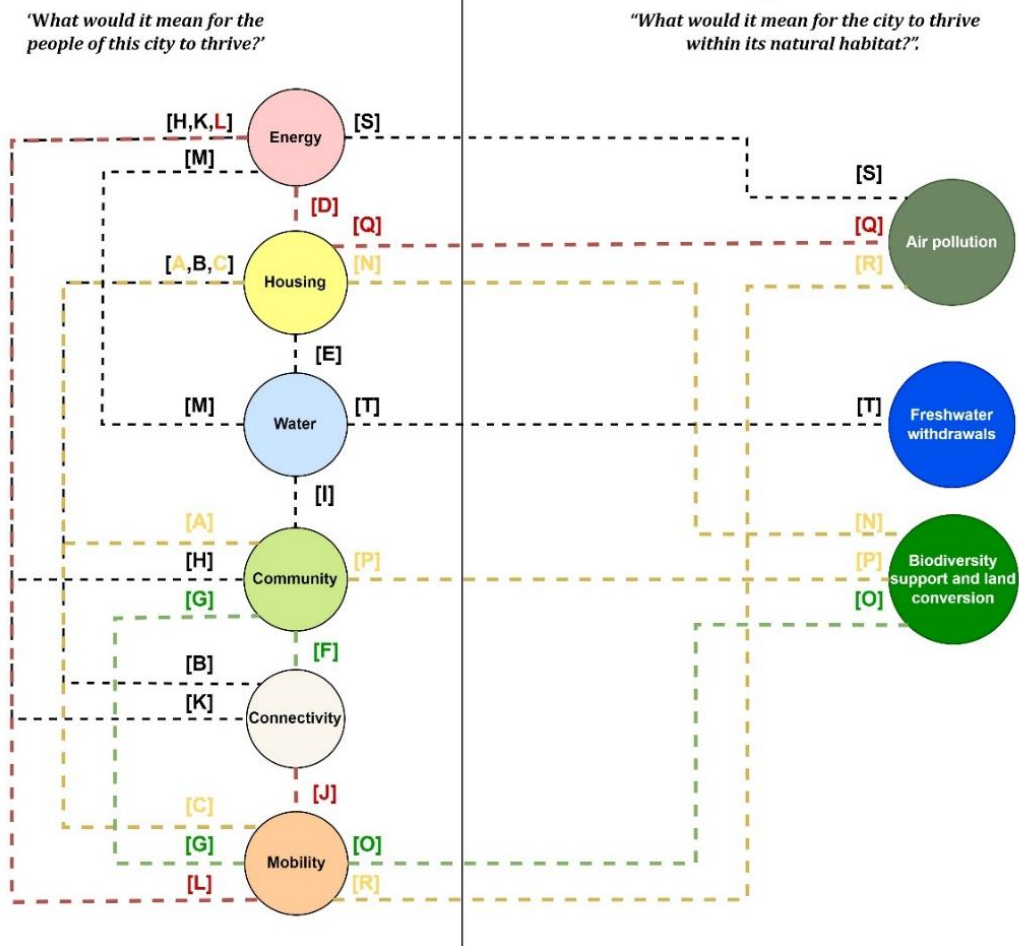 'What would it mean for the
people of this city to thrive?'
"What would it mean for the city to thrive
within its natural habitat?".
[H,K,L]
Energy
[S]
[M]
[D]
[S]
[Q]
[Q]
Air pollution
[A,B,C]
Housing
[N]
[R]
[E]
[M]
Water
[T]
[T]
Freshwater
withdrawals
[I]
[A]
[N]
[H]
Community
[P]
[P]
Biodiversity
support and land
conversion
[G]
[O]
[F]
[B]
[K]
Connectivity
[J]
[C]
[G]
Mobility
[O]
[L]
[R]